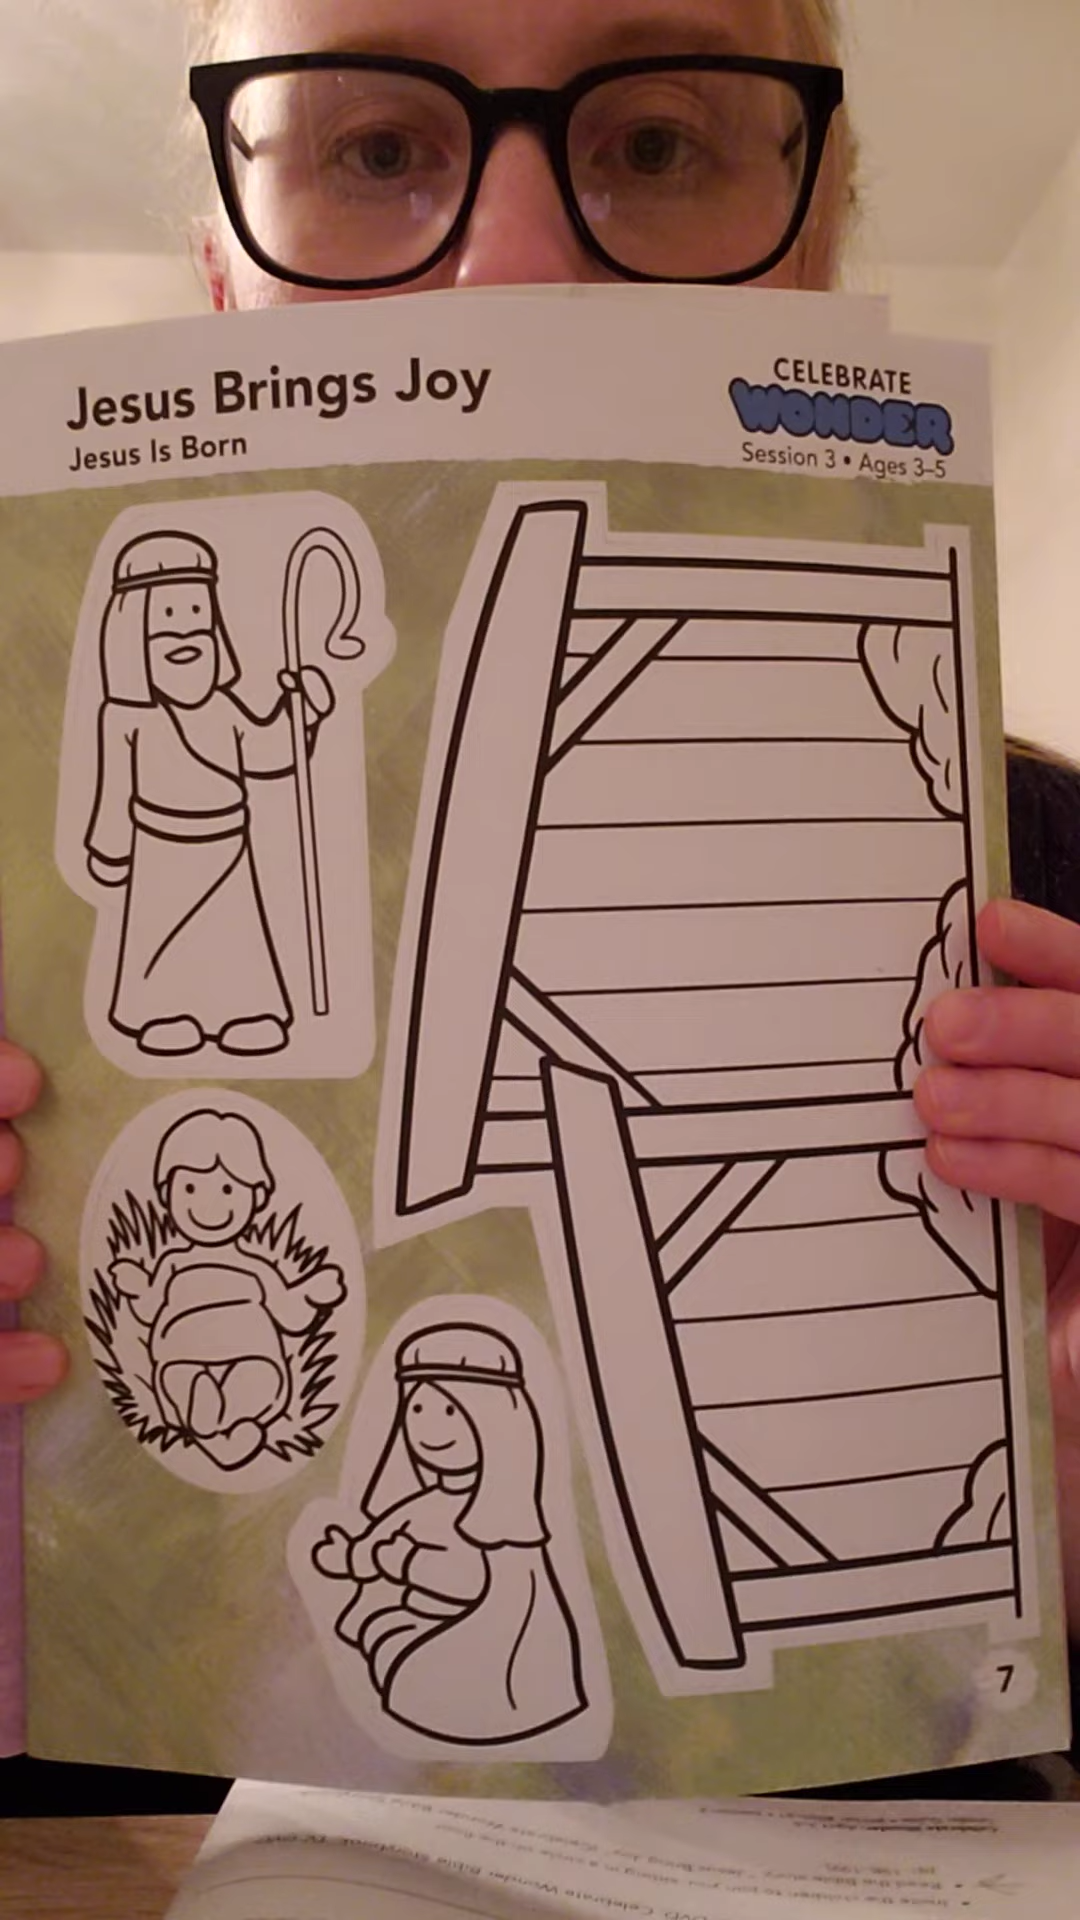 Jesus Brings Joy
Jesus Is Born
CELEBRATE
WONDER
Session 3 • Ages 3–5
7